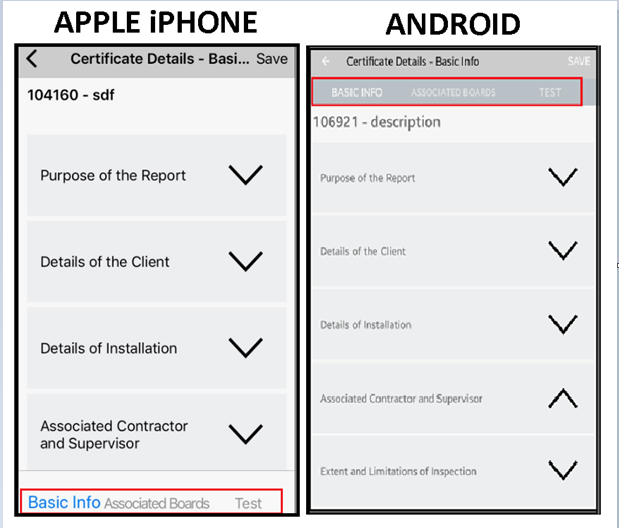 APPLE iPHONE
Certificate Details - Basi... Save
104160 - sdf
Purpose of the Report
Details of the Client
Details of Installation
Associated Contractor
and Supervisor
Basic Info Associated Boards Test
ANDROID
Certificate Details - Basic Info SAVE
BASIC INFO ASSOCIATED BOARDS TEST
106921 - description
Purpose of the Report
Details of the Client
Details of Installation
Associated Contractor and Supervisor
Extent and Limitations of Inspection